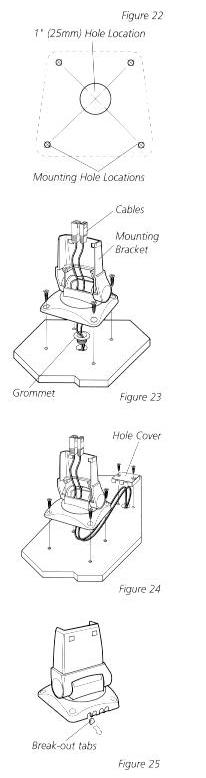 Figure 22
1" (25mm) Hole Location
Mounting Hole Locations
Cables
Mounting
Bracket
Grommet
Figure 23
Hole Cover
Figure 24
Break-out tabs
Figure 25